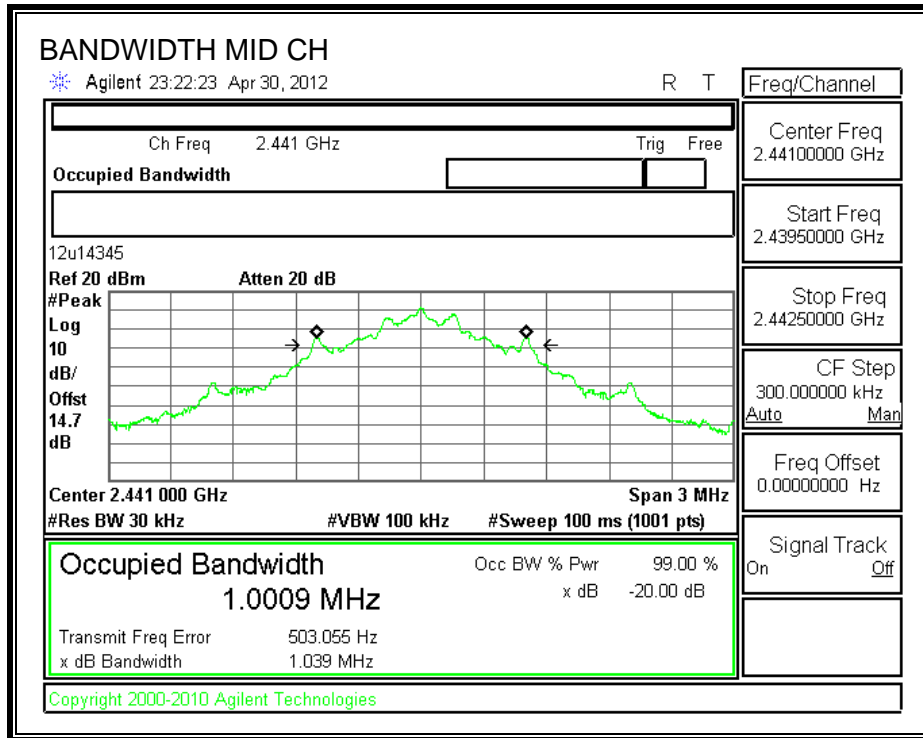 BANDWIDTH MID CH
Agilent 23:22:23 Apr 30, 2012 R T
Ch Freq 2.441 GHz Trig Free
Occupied Bandwidth
12u14345
Ref 20 dBm Atten 20 dB
#Peak
Log
10
dB/
Offst
14.7
dB
Center 2.441 000 GHz Span 3 MHz
#Res BW 30 kHz #VBW 100 kHz #Sweep 100 ms (1001 pts)
Occupied Bandwidth Occ BW % Pwr 99.00 %
1.0009 MHz x dB -20.00 dB
Transmit Freq Error 503.055 Hz
x dB Bandwidth 1.039 MHz
Copyright 2000-2010 Agilent Technologies
Freq/Channel
Center Freq
2.44100000 GHz
Start Freq
2.43950000 GHz
Stop Freq
2.44250000 GHz
CF Step
300.000000 kHz
Auto Man
Freq Offset
0.00000000 Hz
Signal Track
On Off